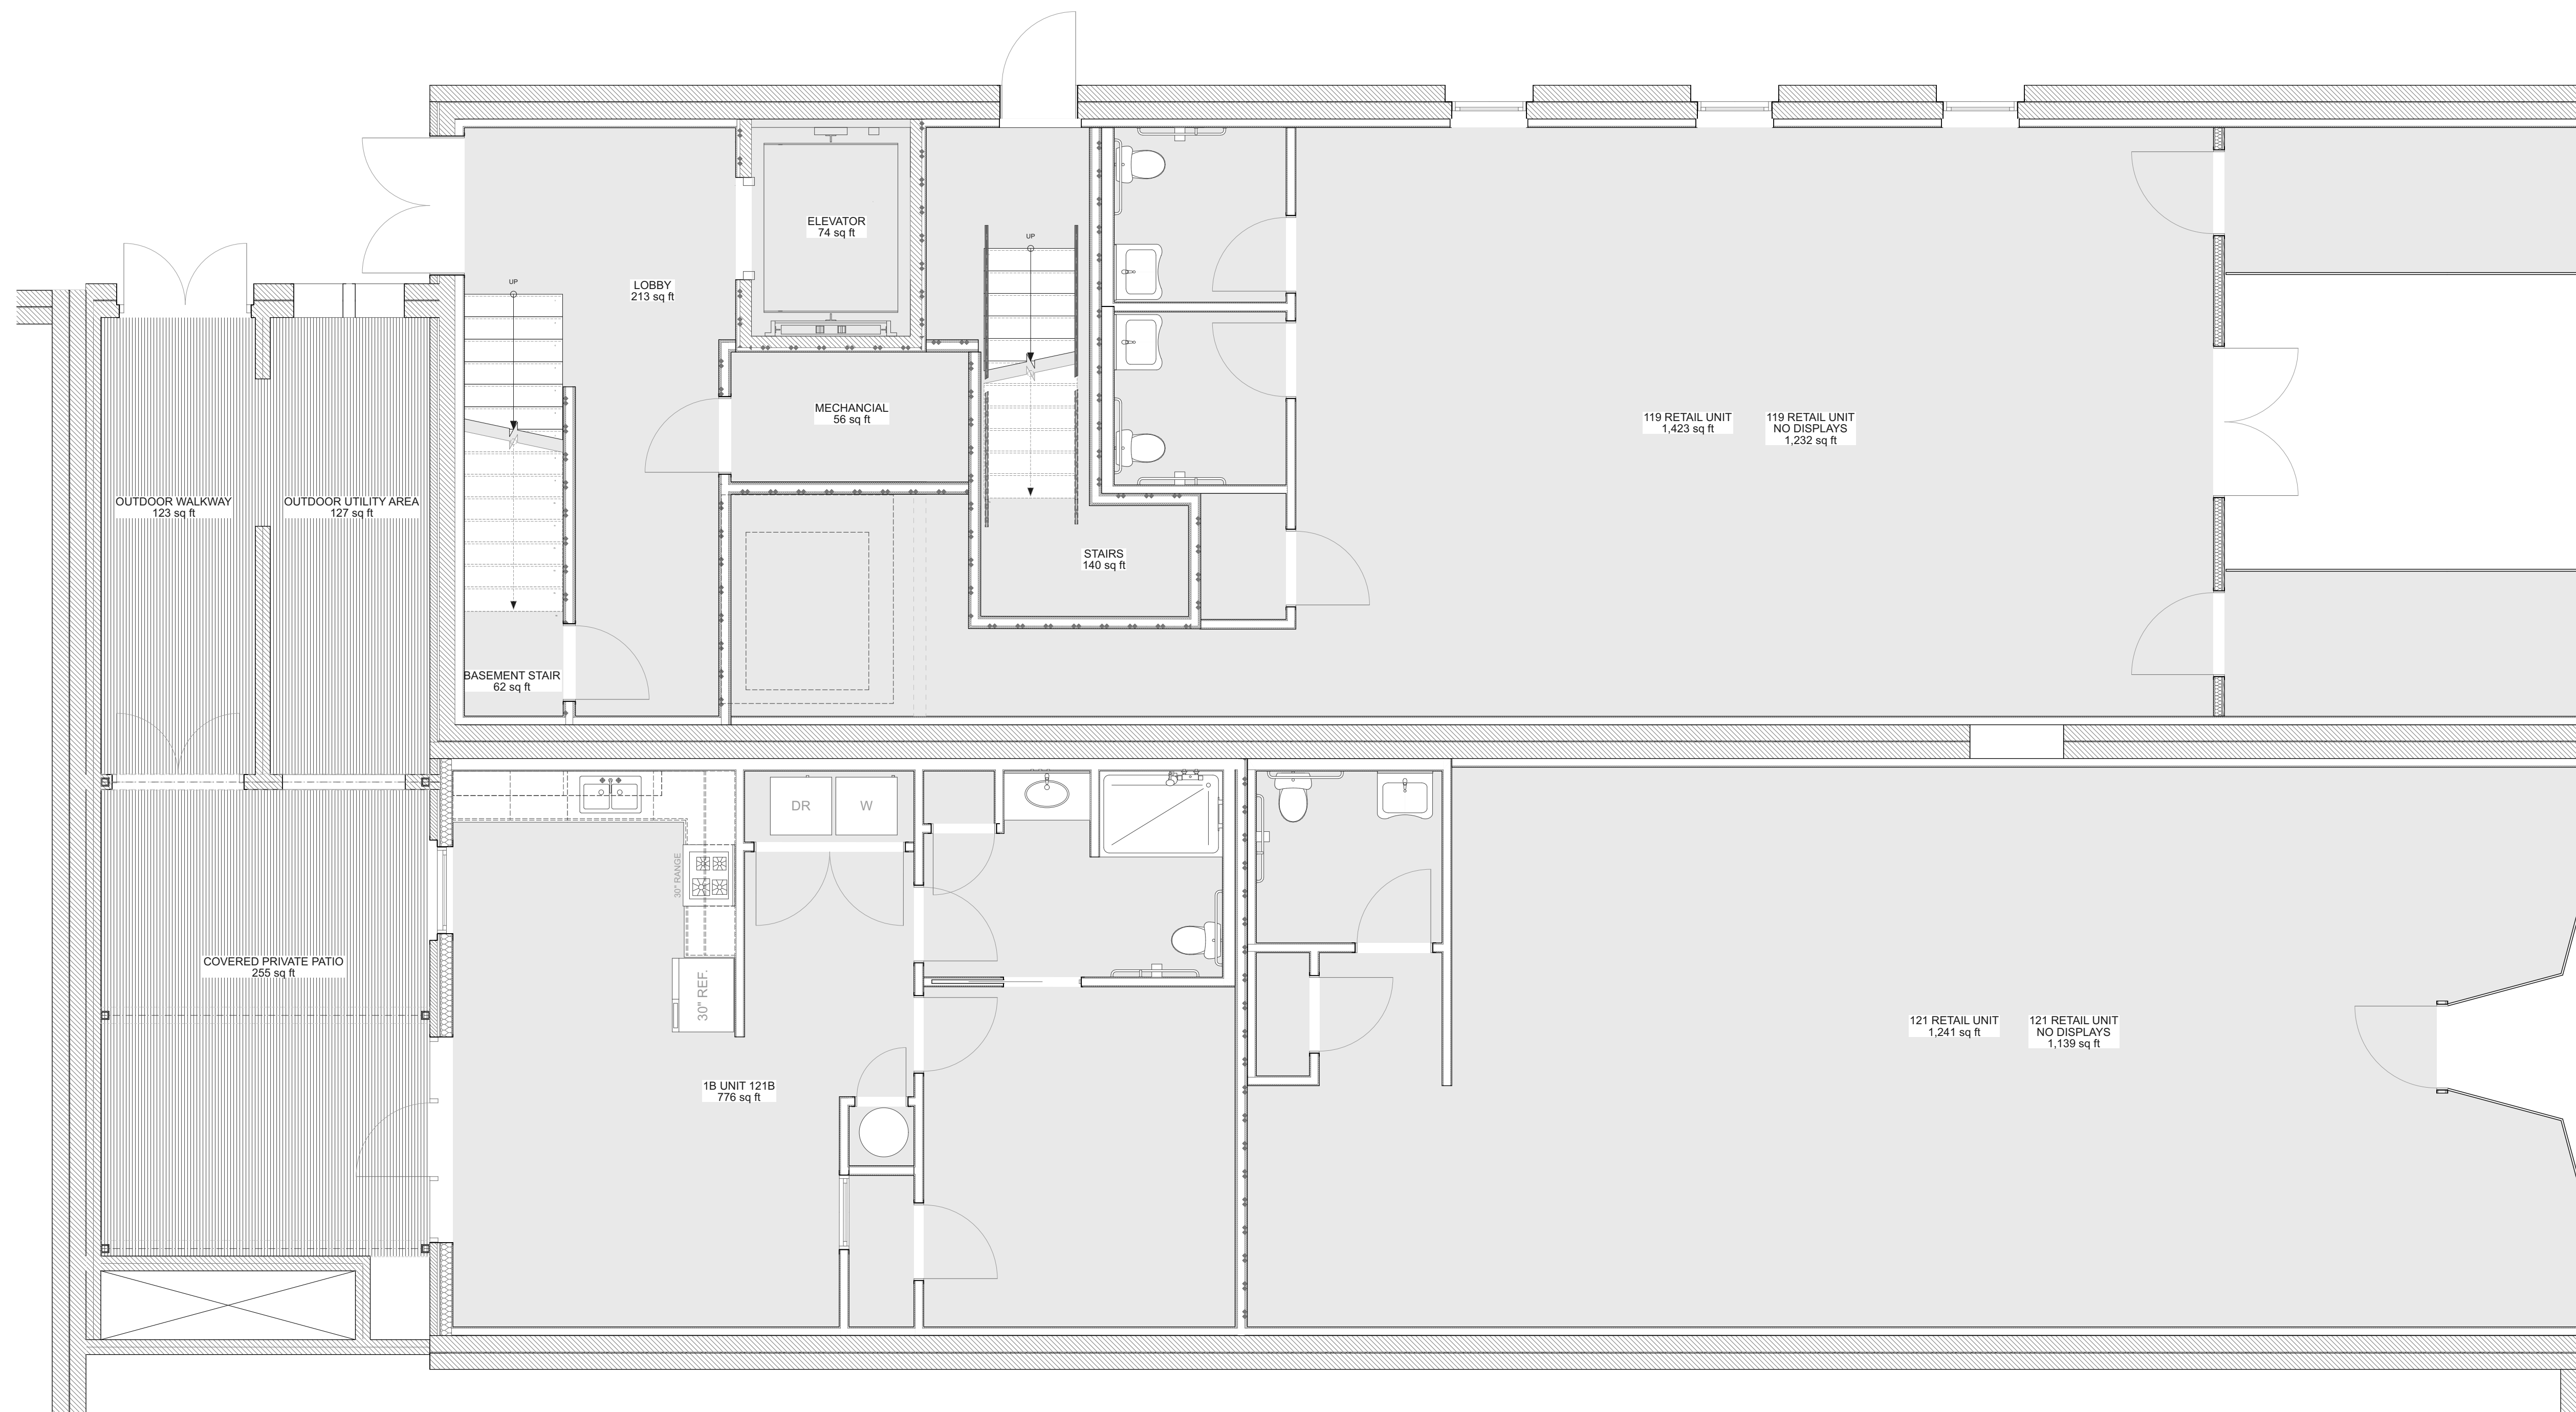 ELEVATOR
74 sq ft
UP
UP
LOBBY
213 sq ft
MECHANCIAL
56 sq ft
119 RETAIL UNIT
1,423 sq ft
119 RETAIL UNIT
NO DISPLAYS
1,232 sq ft
OUTDOOR WALKWAY
123 sq ft
OUTDOOR UTILITY AREA
127 sq ft
STAIRS
140 sq ft
BASEMENT STAIR
62 sq ft
DR
W
30" RANGE
COVERED PRIVATE PATIO
255 sq ft
30" REF.
121 RETAIL UNIT
1,241 sq ft
121 RETAIL UNIT
NO DISPLAYS
1,139 sq ft
1B UNIT 121B
776 sq ft